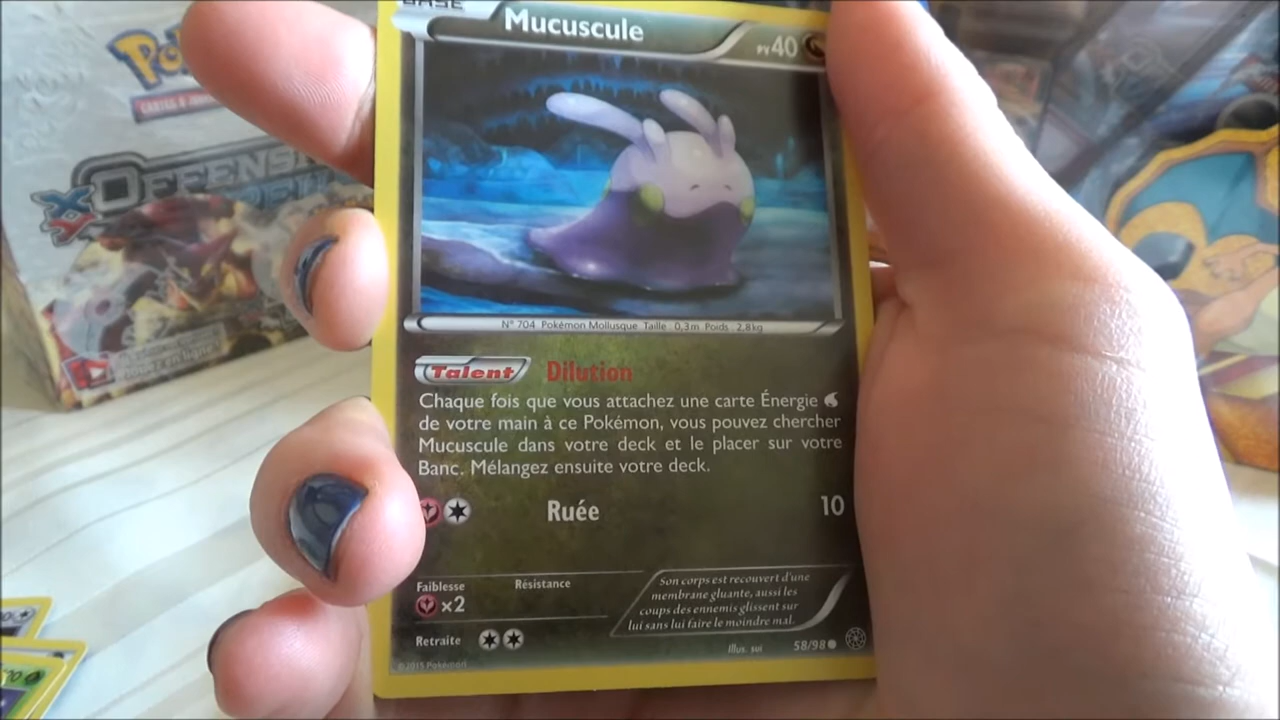 BASE
Mucuscule
PV40
N° 704 Pokémon Mollusque Taille : 0,3m Poids : 2,8kg
Talent Dilution
Chaque fois que vous attachez une carte Énergie
de votre main à ce Pokémon, vous pouvez chercher
Mucuscule dans votre deck et le placer sur votre
Banc. Mélangez ensuite votre deck.
Ruée 10
Faiblesse Résistance
x2
Retraite
Son corps est recouvert d'une
membrane gluante, aussi les
coups des ennemis glissent sur
lui sans lui faire le moindre mal.
Illus. sui 58/98
©2015 Pokémon
XY